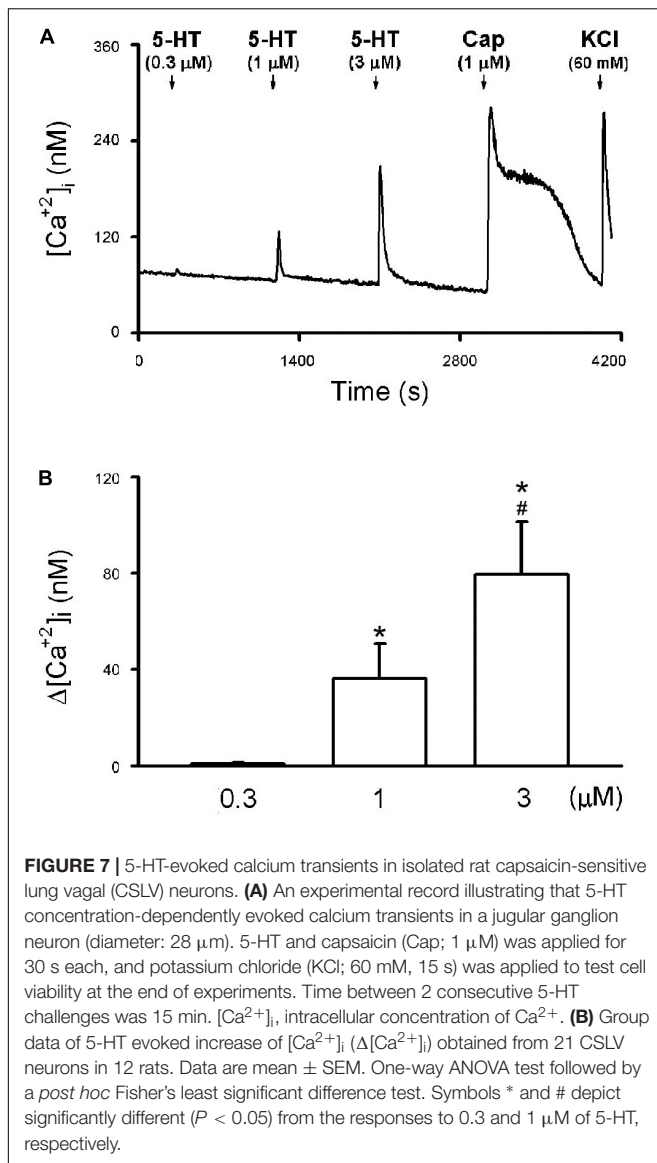 A
5-HT 5-HT 5-HT Cap KCl
(0.3 μM) (1 μM) (3 μM) (1 μM) (60 mM)
360
240
120
0
[Ca⁺²]ᵢ (nM)
0 1400 2800 4200
Time (s)
B
120
80
40
0
Δ[Ca⁺²]ᵢ (nM)
*
*
#
0.3 1 3 (μM)
FIGURE 7 | 5-HT-evoked calcium transients in isolated rat capsaicin-sensitive
lung vagal (CSLV) neurons. (A) An experimental record illustrating that 5-HT
concentration-dependently evoked calcium transients in a jugular ganglion
neuron (diameter: 28 μm). 5-HT and capsaicin (Cap; 1 μM) was applied for
30 s each, and potassium chloride (KCl; 60 mM, 15 s) was applied to test cell
viability at the end of experiments. Time between 2 consecutive 5-HT
challenges was 15 min. [Ca²⁺]ᵢ, intracellular concentration of Ca²⁺. (B) Group
data of 5-HT evoked increase of [Ca²⁺]ᵢ (Δ[Ca²⁺]ᵢ) obtained from 21 CSLV
neurons in 12 rats. Data are mean ± SEM. One-way ANOVA test followed by
a post hoc Fisher's least significant difference test. Symbols * and # depict
significantly different (P < 0.05) from the responses to 0.3 and 1 μM of 5-HT,
respectively.